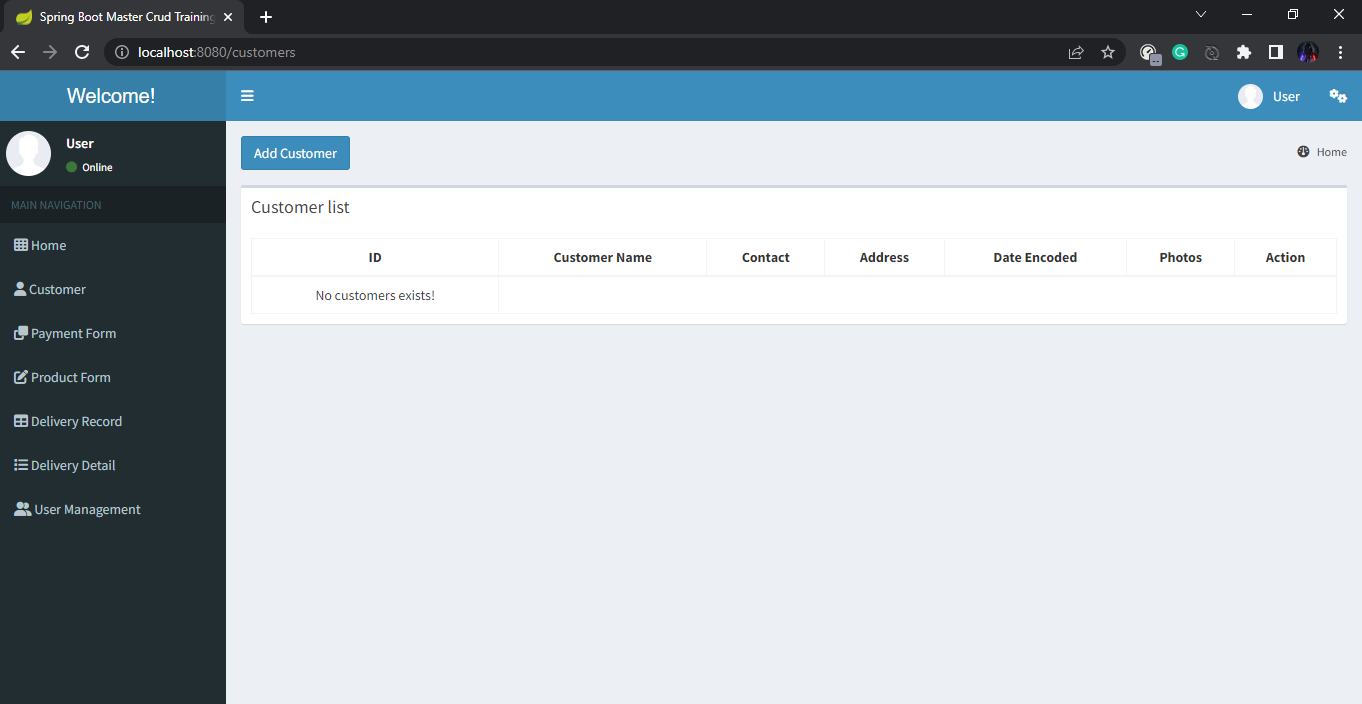 Spring Boot Master Crud Training
localhost:8080/customers
Welcome!
User
User
Online
Add Customer
Home
MAIN NAVIGATION
Home
Customer
Payment Form
Product Form
Delivery Record
Delivery Detail
User Management
Customer list
ID Customer Name Contact Address Date Encoded Photos Action
No customers exists!